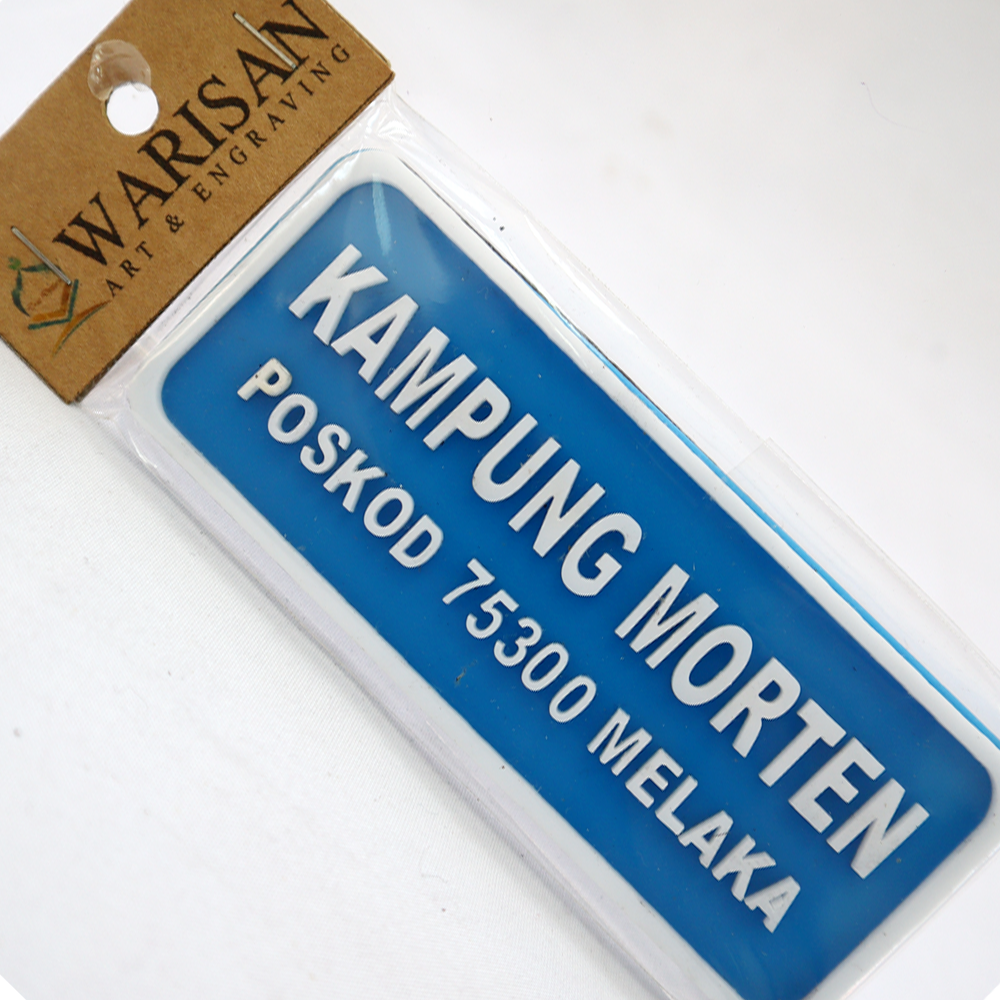 WARISAN
ART & ENGRAVING
KAMPUNG MORTEN
POSKOD 75300 MELAKA